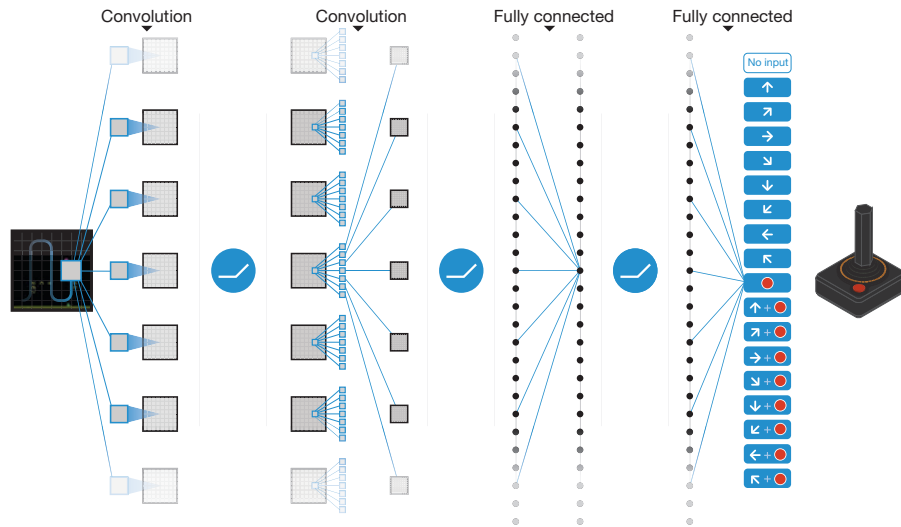 Convolution
Convolution
Fully connected
Fully connected
No input
+
+
+
+
+
+
+
+